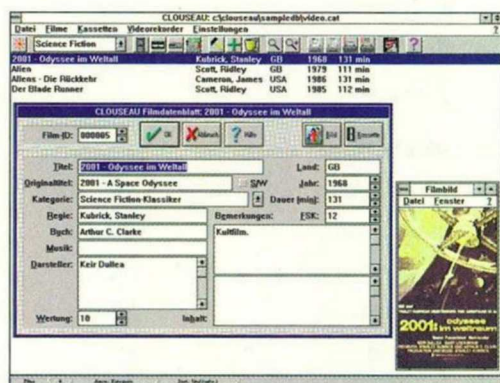 CLOUSEAU: c:\clouseau\sampledb\video.cat
Datei Filme Kassetten Videorekorder Einstellungen ?
Science Fiction
2001 - Odyssee im Weltall Kubrick, Stanley GB 1968 131 min
Alien Scott, Ridley GB 1979 111 min
Aliens - Die Rückkehr Cameron, James USA 1986 131 min
Der Blade Runner Scott, Ridley USA 1985 112 min
CLOUSEAU Filmdatenblatt: 2001 - Odyssee im Weltall
Film-ID: 000005 OK Abbruch Hilfe Bild Kassette
Titel: 2001 - Odyssee im Weltall Land: GB
Originaltitel: 2001 - A Space Odyssee S/W Jahr: 1968
Kategorie: Science Fiction-Klassiker Dauer [min]: 131
Regie: Kubrick, Stanley Bemerkungen: FSK: 12
Buch: Arthur C. Clarke Kultfilm.
Musik:
Darsteller: Keir Dullea
Wertung: 10 Inhalt:
Filmbild
Datei Fenster ?
2001: odyssee
im weltraum